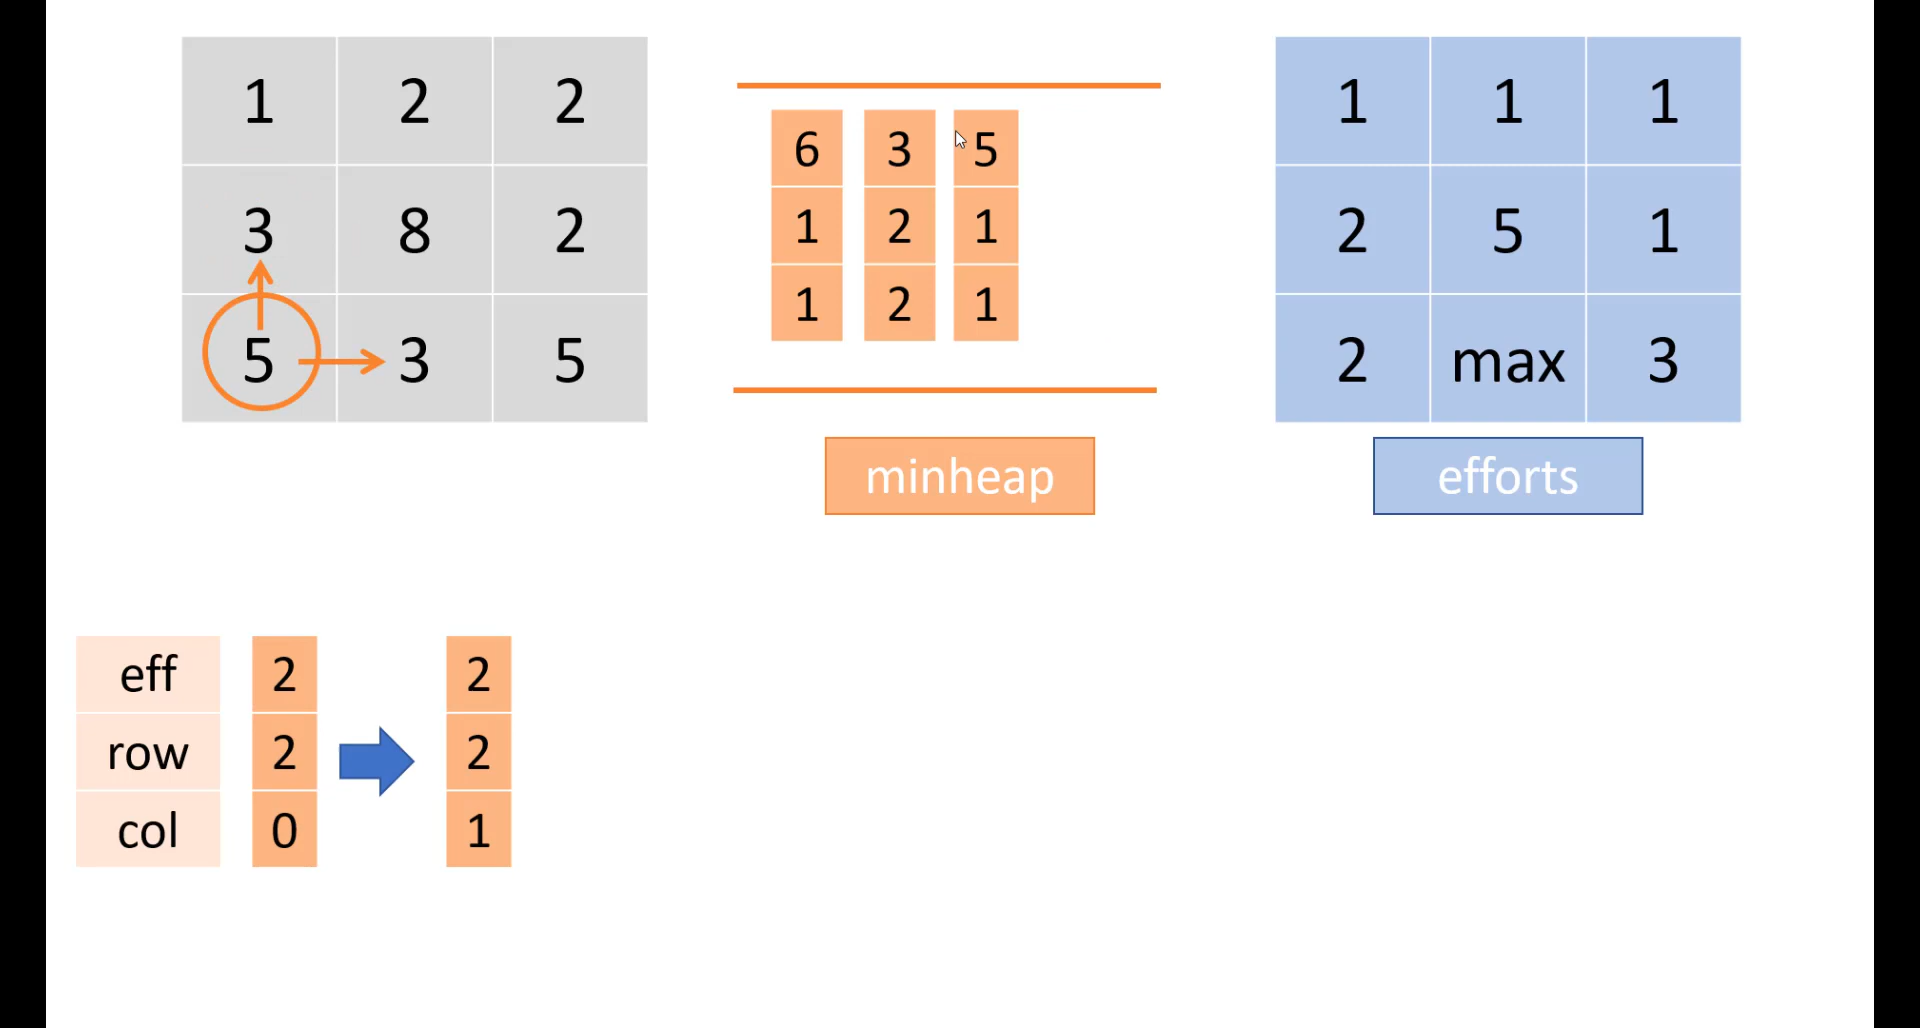 1 2 2
3 8 2
5 3 5
6 3 5
1 2 1
1 2 1
minheap
1 1 1
2 5 1
2 max 3
efforts
eff 2 2
row 2 2
col 0 1